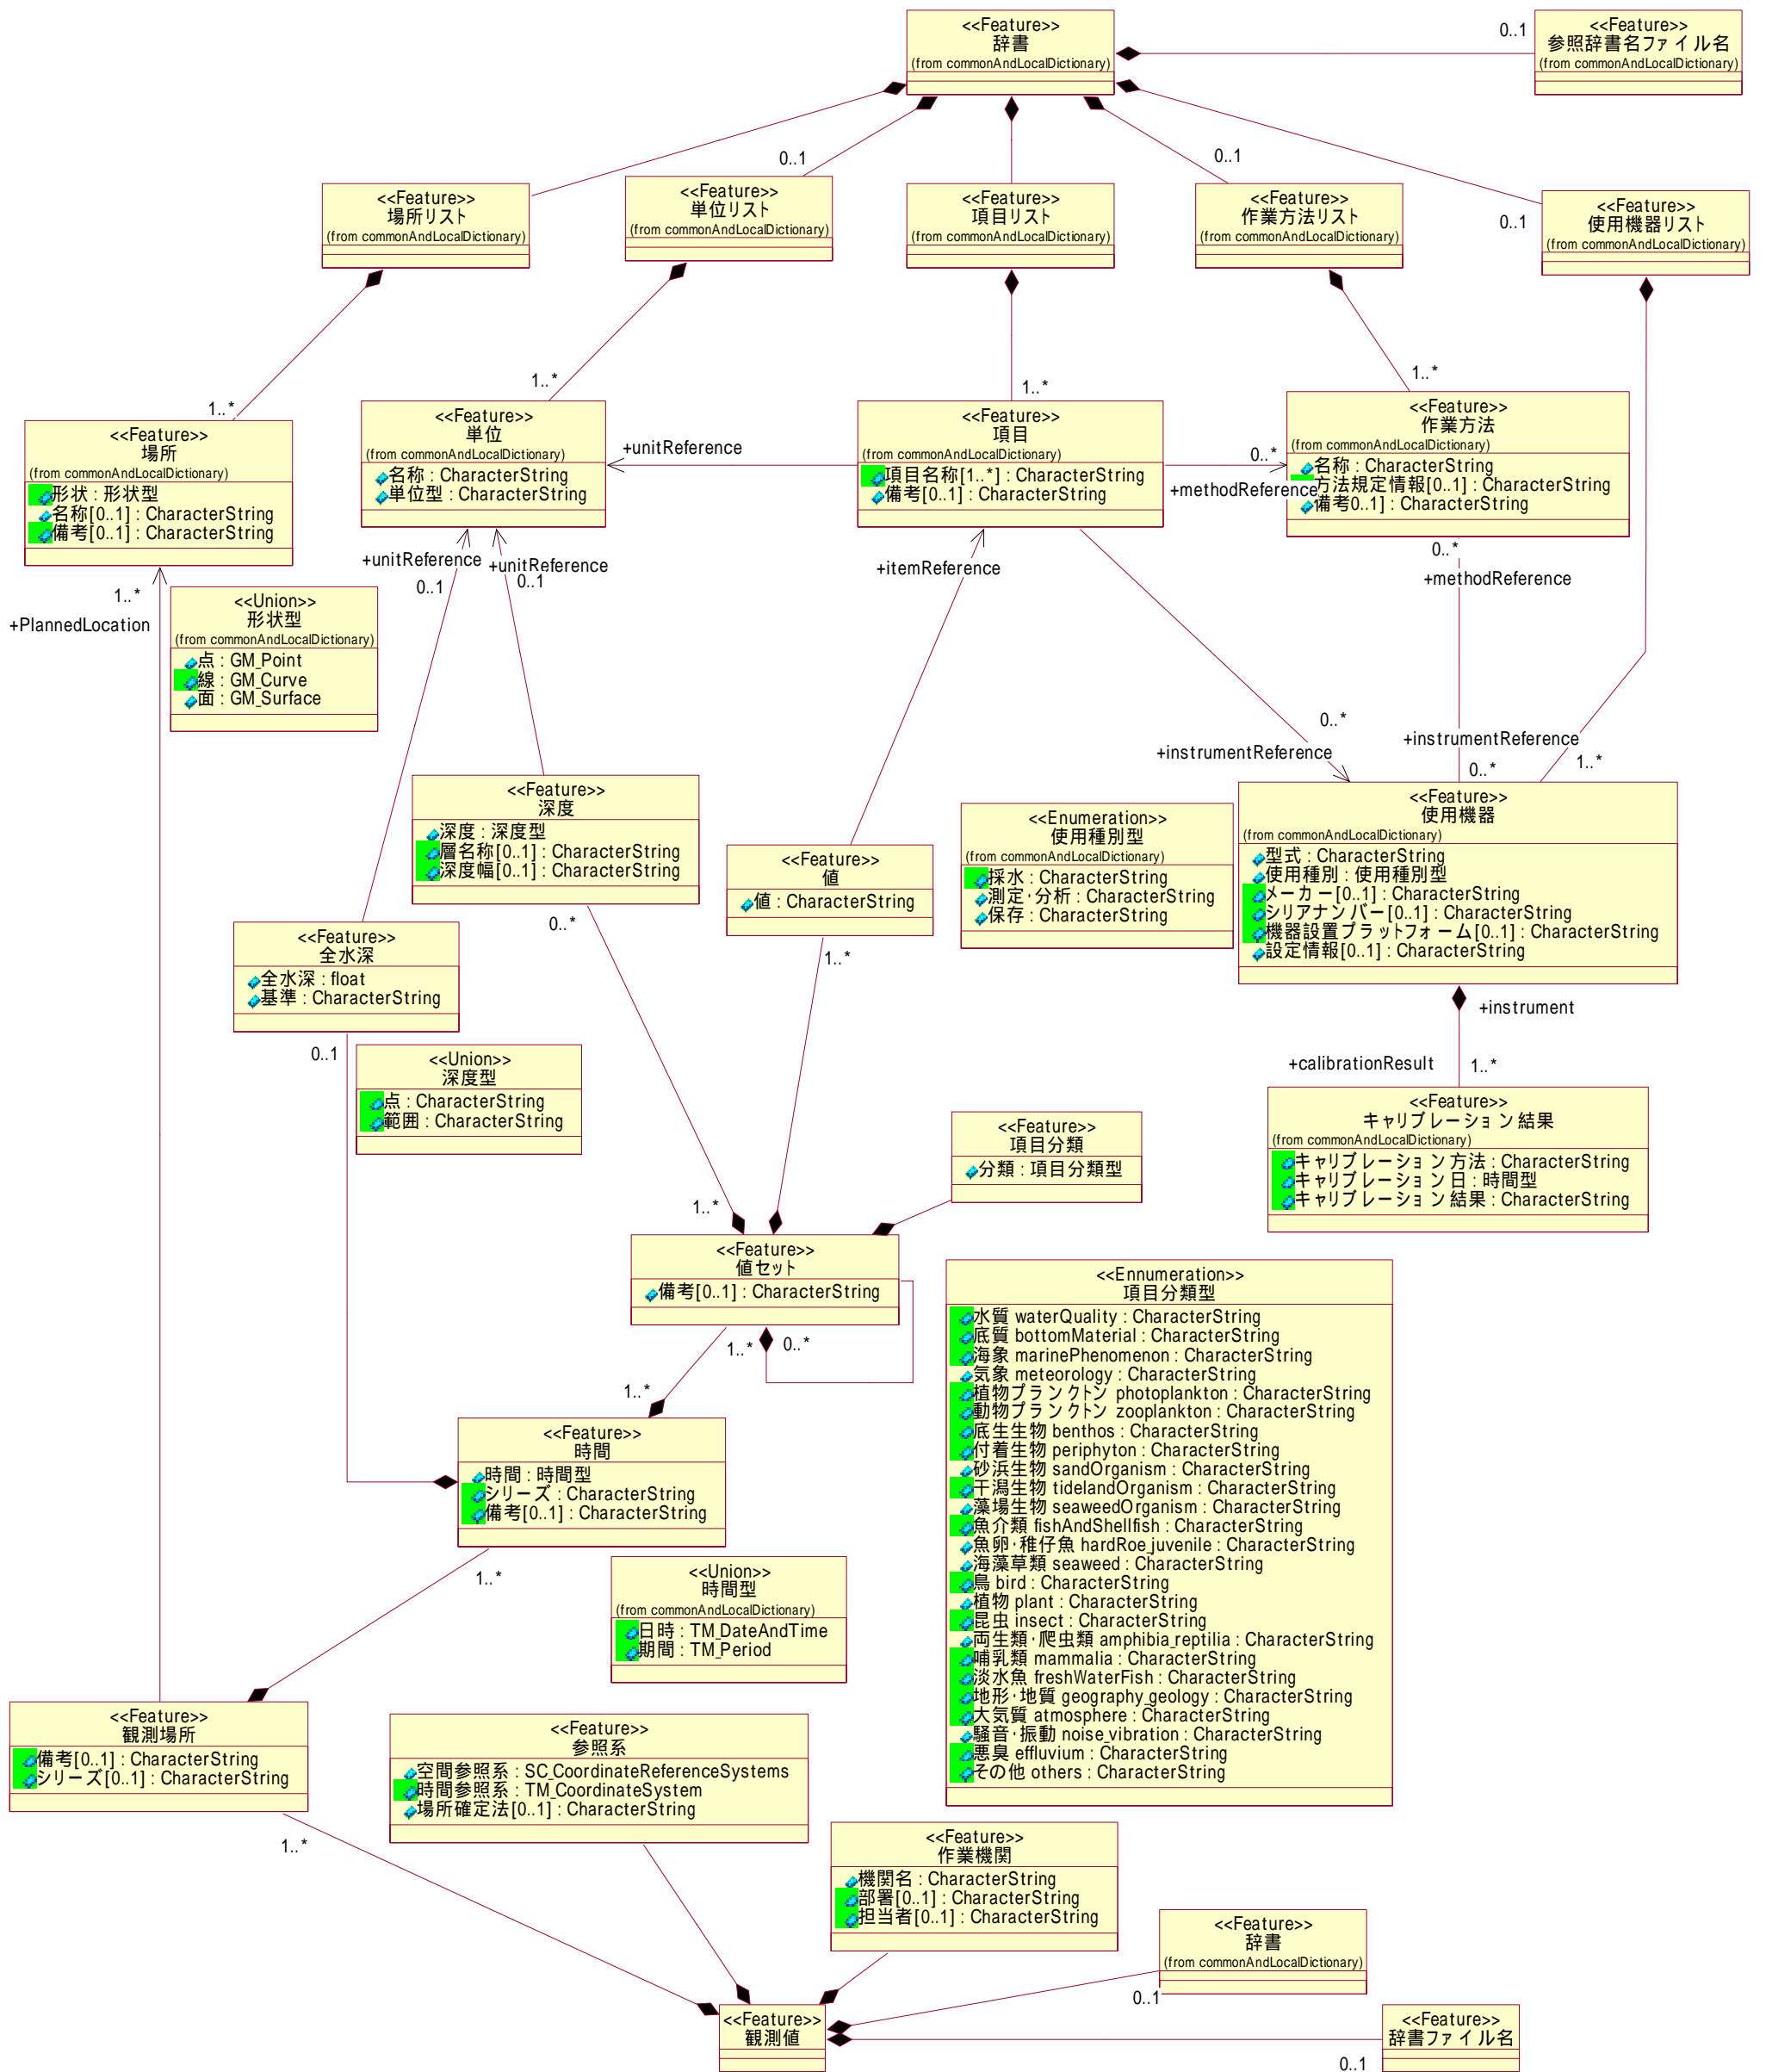 <<Feature>>
辞書
(from commonAndLocalDictionary)
0..1
<<Feature>>
参照辞書名ファイル名
(from commonAndLocalDictionary)
0..1
0..1
0..1
<<Feature>>
場所リスト
(from commonAndLocalDictionary)
<<Feature>>
単位リスト
(from commonAndLocalDictionary)
<<Feature>>
項目リスト
(from commonAndLocalDictionary)
<<Feature>>
作業方法リスト
(from commonAndLocalDictionary)
<<Feature>>
使用機器リスト
(from commonAndLocalDictionary)
1..*
1..*
1..*
1..*
<<Feature>>
場所
(from commonAndLocalDictionary)
形状 : 形状型
名称[0..1] : CharacterString
備考[0..1] : CharacterString
<<Feature>>
単位
(from commonAndLocalDictionary)
名称 : CharacterString
単位型 : CharacterString
+unitReference
<<Feature>>
項目
(from commonAndLocalDictionary)
項目名称[1..*] : CharacterString
備考[0..1] : CharacterString
0..*
+methodReference
<<Feature>>
作業方法
(from commonAndLocalDictionary)
名称 : CharacterString
方法規定情報[0..1] : CharacterString
備考0..1] : CharacterString
+unitReference
0..1
+unitReference
0..1
+itemReference
0..*
+methodReference
1..*
+PlannedLocation
<<Union>>
形状型
(from commonAndLocalDictionary)
点 : GM_Point
線 : GM_Curve
面 : GM_Surface
0..*
+instrumentReference
+instrumentReference
0..*
1..*
<<Feature>>
深度
深度 : 深度型
層名称[0..1] : CharacterString
深度幅[0..1] : CharacterString
0..*
<<Feature>>
値
値 : CharacterString
1..*
<<Enumeration>>
使用種別型
(from commonAndLocalDictionary)
採水 : CharacterString
測定・分析 : CharacterString
保存 : CharacterString
<<Feature>>
使用機器
(from commonAndLocalDictionary)
型式 : CharacterString
使用種別 : 使用種別型
メーカー[0..1] : CharacterString
シリアナンバー[0..1] : CharacterString
機器設置プラットフォーム[0..1] : CharacterString
設定情報[0..1] : CharacterString
+instrument
+calibrationResult
1..*
<<Feature>>
全水深
全水深 : float
基準 : CharacterString
0..1
<<Union>>
深度型
点 : CharacterString
範囲 : CharacterString
<<Feature>>
項目分類
分類 : 項目分類型
<<Feature>>
キャリブレーション結果
(from commonAndLocalDictionary)
キャリブレーション方法 : CharacterString
キャリブレーション日 : 時間型
キャリブレーション結果 : CharacterString
1..*
<<Feature>>
値セット
備考[0..1] : CharacterString
1..*
0..*
1..*
<<Ennumeration>>
項目分類型
水質 waterQuality : CharacterString
底質 bottomMaterial : CharacterString
海象 marinePhenomenon : CharacterString
気象 meteorology : CharacterString
植物プランクトン photoplankton : CharacterString
動物プランクトン zooplankton : CharacterString
底生生物 benthos : CharacterString
付着生物 periphyton : CharacterString
砂浜生物 sandOrganism : CharacterString
干潟生物 tidelandOrganism : CharacterString
藻場生物 seaweedOrganism : CharacterString
魚介類 fishAndShellfish : CharacterString
魚卵・稚仔魚 hardRoe_juvenile : CharacterString
海藻草類 seaweed : CharacterString
鳥 bird : CharacterString
植物 plant : CharacterString
昆虫 insect : CharacterString
両生類・爬虫類 amphibia_reptilia : CharacterString
哺乳類 mammalia : CharacterString
淡水魚 freshWaterFish : CharacterString
地形・地質 geography_geology : CharacterString
大気質 atmosphere : CharacterString
騒音・振動 noise_vibration : CharacterString
悪臭 effluvium : CharacterString
その他 others : CharacterString
<<Feature>>
時間
時間 : 時間型
シリーズ : CharacterString
備考[0..1] : CharacterString
1..*
<<Union>>
時間型
(from commonAndLocalDictionary)
日時 : TM_DateAndTime
期間 : TM_Period
<<Feature>>
観測場所
備考[0..1] : CharacterString
シリーズ[0..1] : CharacterString
1..*
<<Feature>>
参照系
空間参照系 : SC_CoordinateReferenceSystems
時間参照系 : TM_CoordinateSystem
場所確定法[0..1] : CharacterString
<<Feature>>
作業機関
機関名 : CharacterString
部署[0..1] : CharacterString
担当者[0..1] : CharacterString
<<Feature>>
辞書
(from commonAndLocalDictionary)
0..1
<<Feature>>
観測値
<<Feature>>
辞書ファイル名
0..1